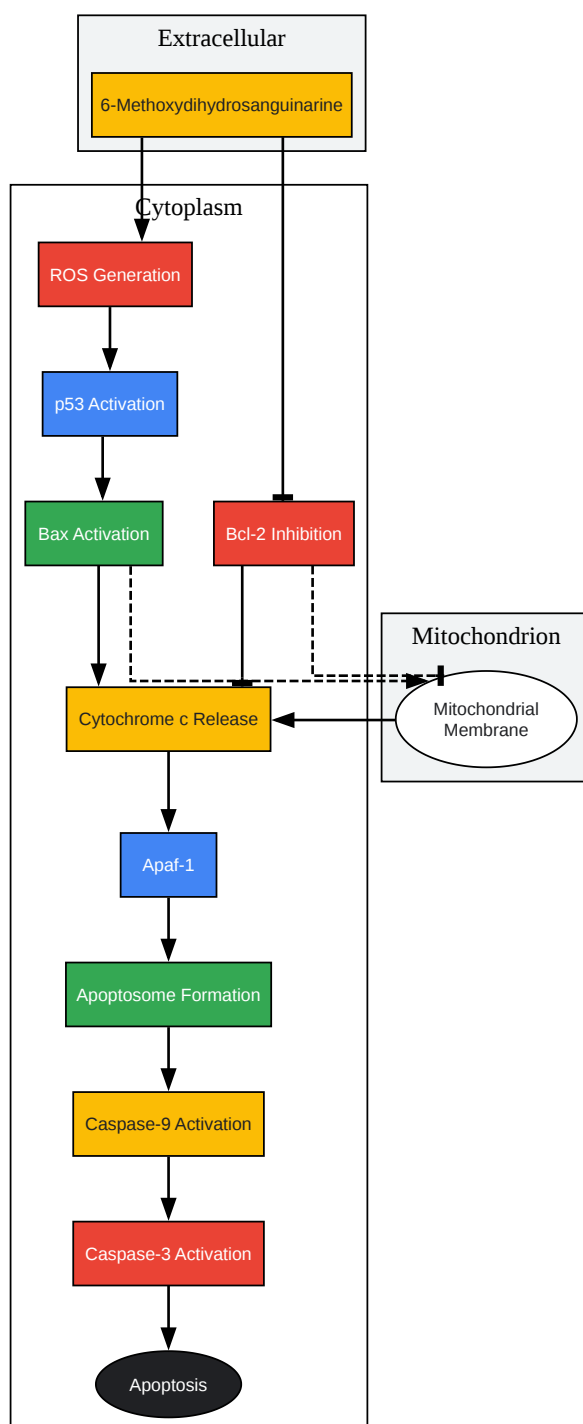 Extracellular
6-Methoxydihydrosanguinarine
Cytoplasm
ROS Generation
p53 Activation
Bax Activation
Bcl-2 Inhibition
Mitochondrion
Mitochondrial
Membrane
Cytochrome c Release
Apaf-1
Apoptosome Formation
Caspase-9 Activation
Caspase-3 Activation
Apoptosis